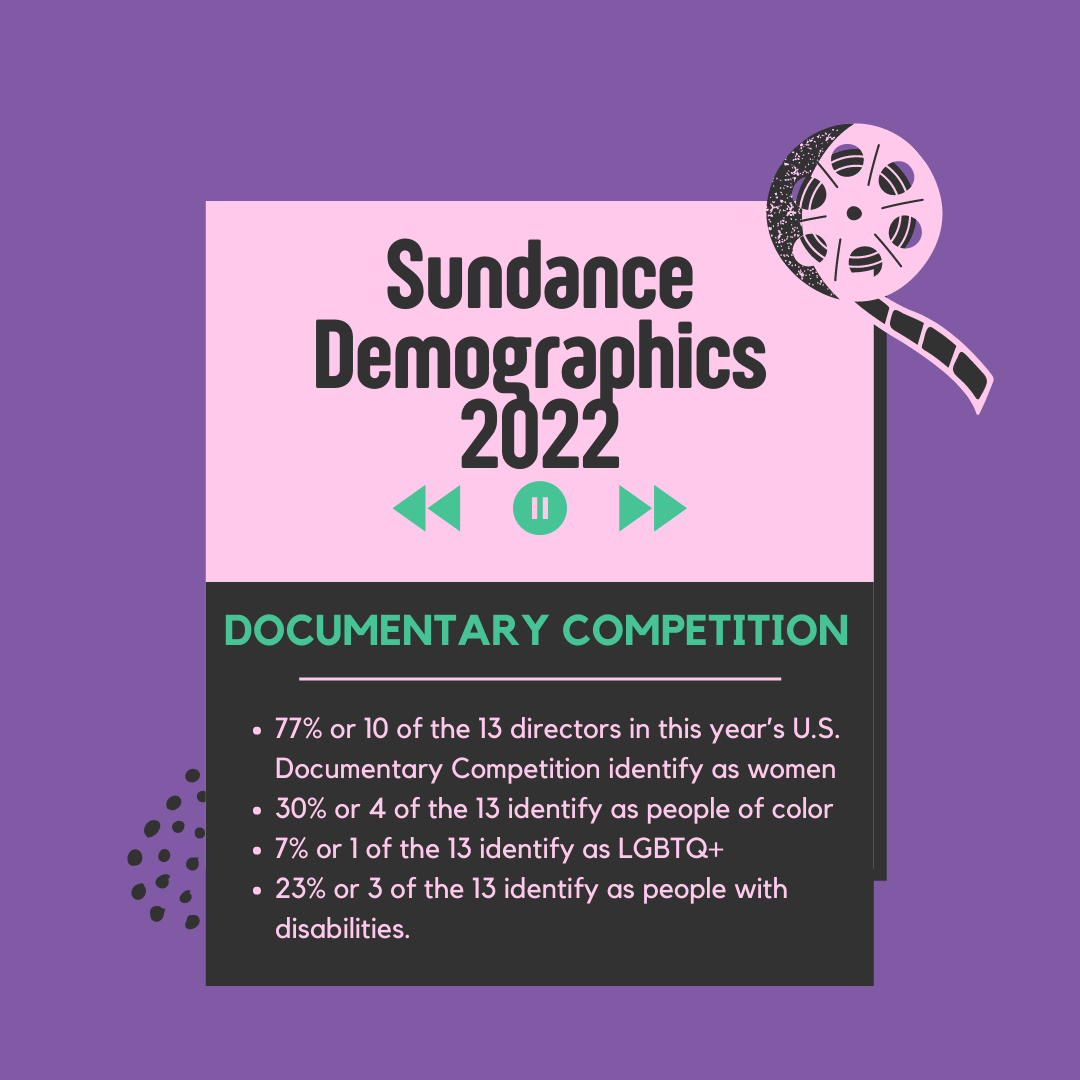 Sundance
Demographics
2022
DOCUMENTARY COMPETITION
• 77% or 10 of the 13 directors in this year’s U.S.
Documentary Competition identify as women
• 30% or 4 of the 13 identify as people of color
• 7% or 1 of the 13 identify as LGBTQ+
• 23% or 3 of the 13 identify as people with
disabilities.